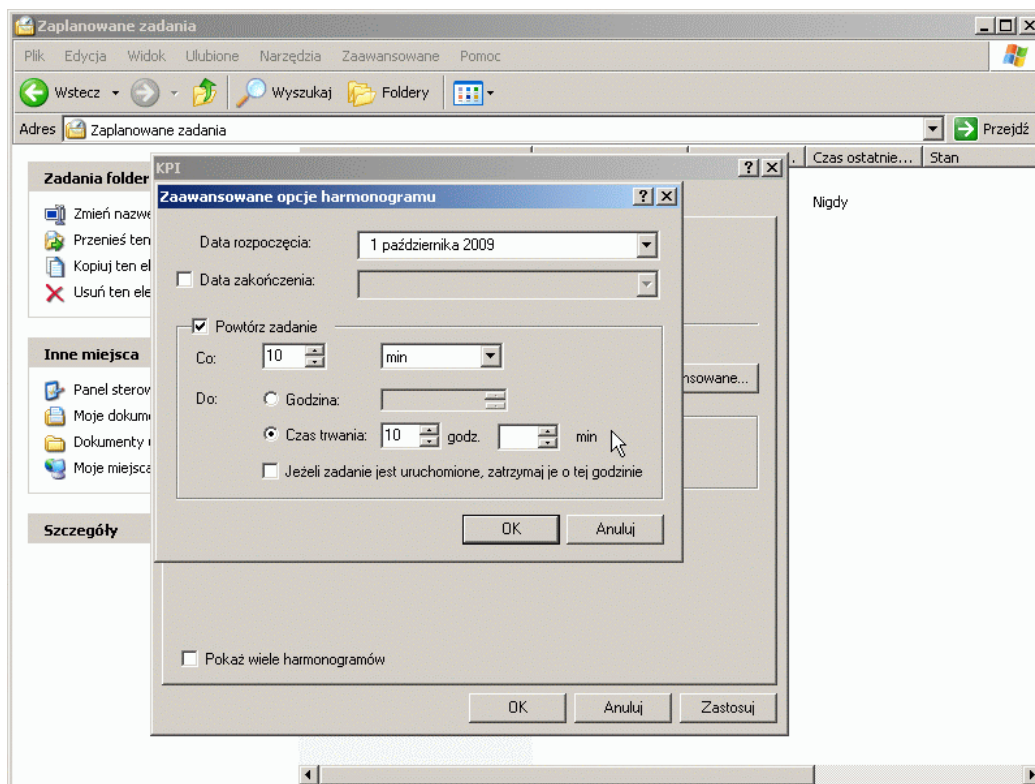 Zaplanowane zadania
Plik Edycja Widok Ulubione Narzędzia Zaawansowane Pomoc
Wstecz Wyszukaj Foldery
Adres Zaplanowane zadania Przejdź
Czas ostatnie... Stan
Nigdy
Zadania folder
Zmień nazwę
Przenieś ten
Kopiuj ten el
Usuń ten ele
Inne miejsca
Panel sterow
Moje dokum
Dokumenty
Moje miejsca
Szczegóły
KPI
Zaawansowane opcje harmonogramu
Data rozpoczęcia: 1 października 2009
Data zakończenia:
Powtórz zadanie
Co: 10 min
Do: Godzina:
Czas trwania: 10 godz. min
Jeżeli zadanie jest uruchomione, zatrzymaj je o tej godzinie
OK Anuluj
nsowane...
Pokaż wiele harmonogramów
OK Anuluj Zastosuj